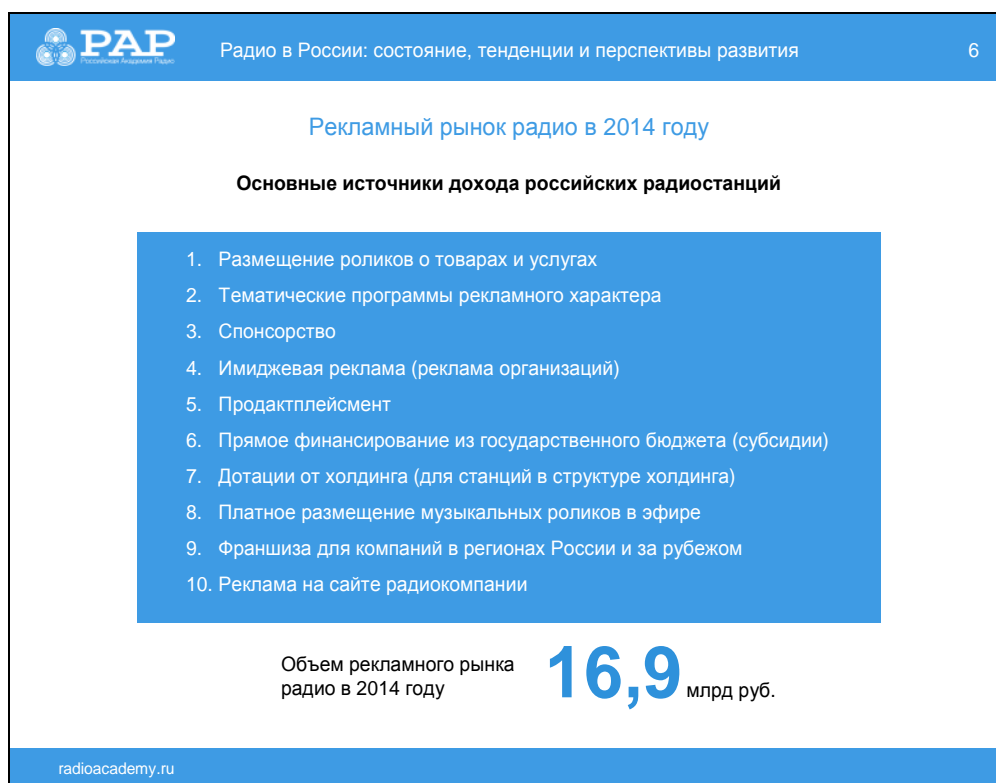 РАР
Российская Академия Радио
Радио в России: состояние, тенденции и перспективы развития
6
Рекламный рынок радио в 2014 году
Основные источники дохода российских радиостанций
1. Размещение роликов о товарах и услугах
2. Тематические программы рекламного характера
3. Спонсорство
4. Имиджевая реклама (реклама организаций)
5. Продактплейсмент
6. Прямое финансирование из государственного бюджета (субсидии)
7. Дотации от холдинга (для станций в структуре холдинга)
8. Платное размещение музыкальных роликов в эфире
9. Франшиза для компаний в регионах России и за рубежом
10. Реклама на сайте радиокомпании
Объем рекламного рынка
радио в 2014 году
16,9 млрд руб.
radioacademy.ru